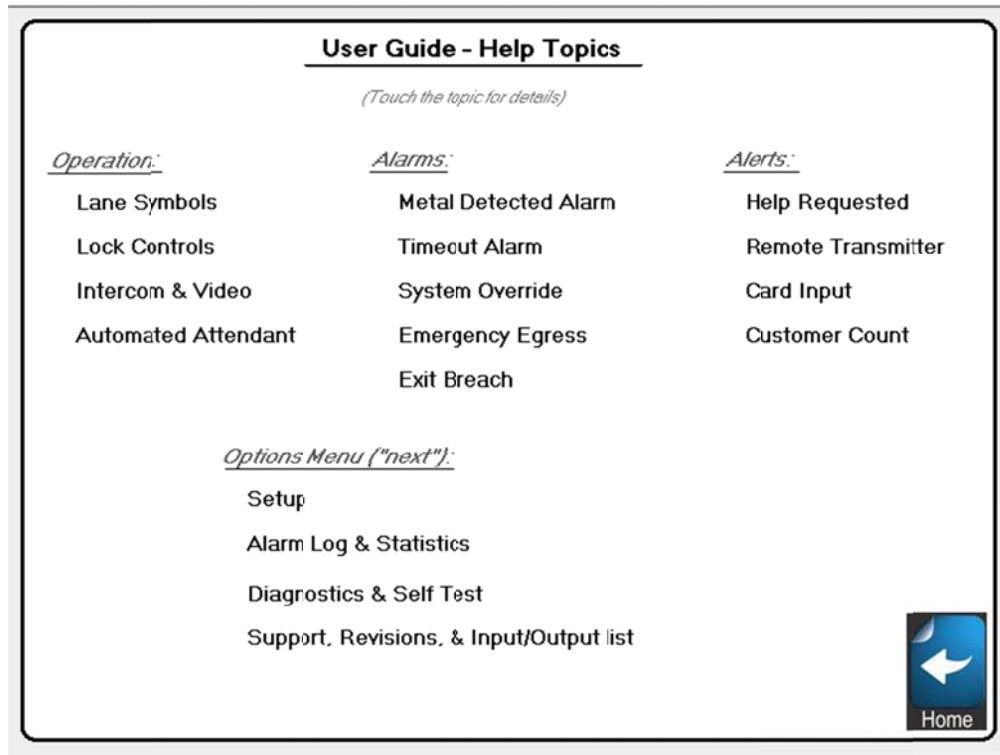 User Guide - Help Topics
(Touch the topic for details)
Operation:
Lane Symbols
Lock Controls
Intercom & Video
Automated Attendant
Alarms:
Metal Detected Alarm
Timeout Alarm
System Override
Emergency Egress
Exit Breach
Alerts:
Help Requested
Remote Transmitter
Card Input
Customer Count
Options Menu ("next"):
Setup
Alarm Log & Statistics
Diagnostics & Self Test
Support, Revisions, & Input/Output list
Home